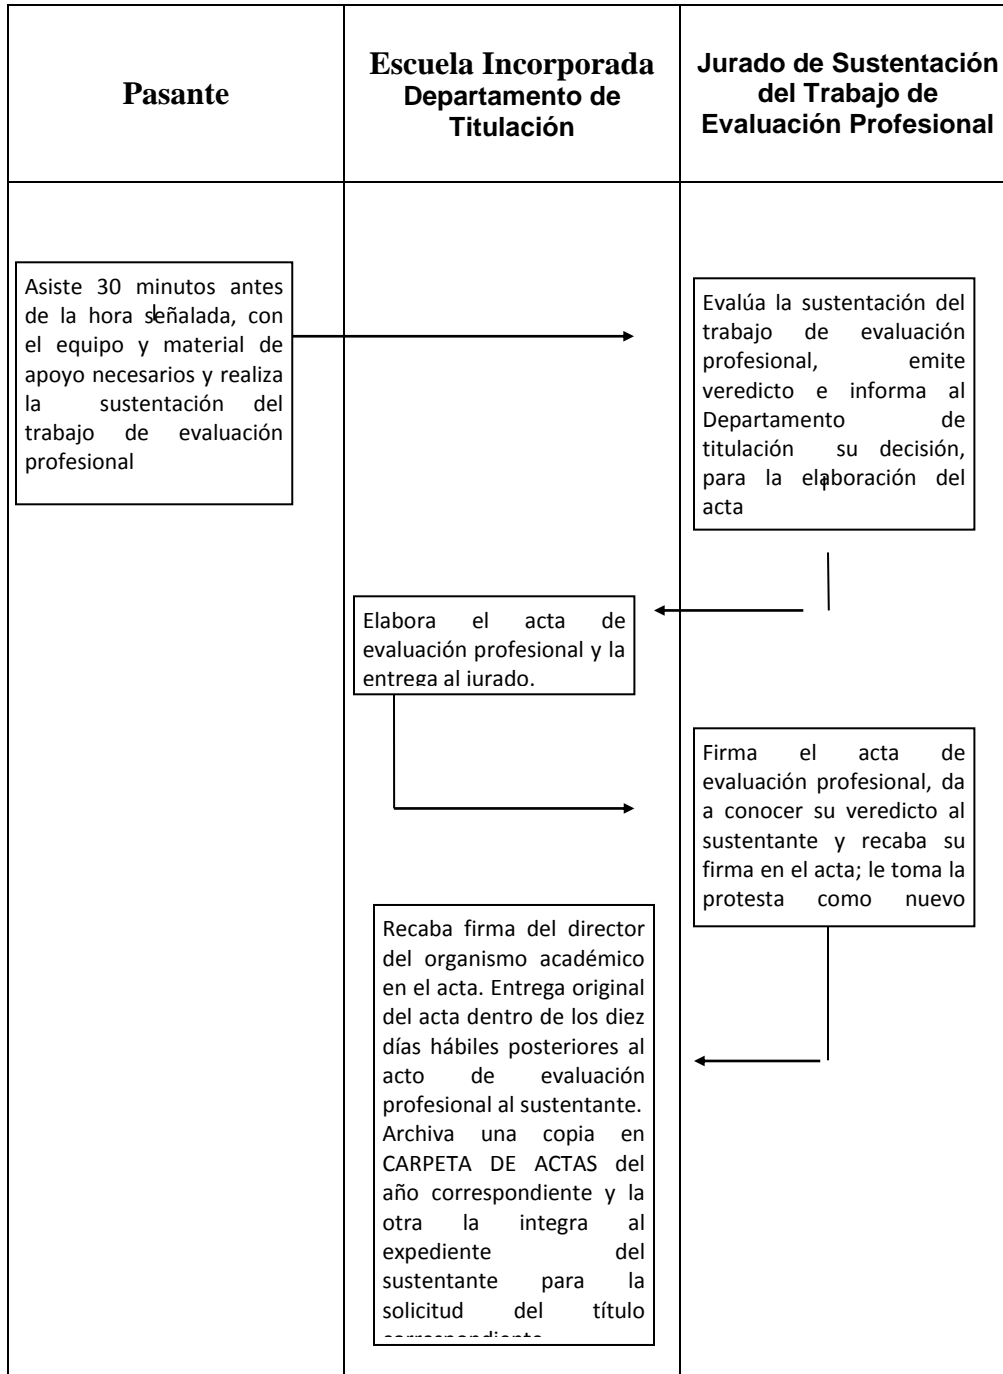 Pasante
Escuela Incorporada
Departamento de
Titulación
Jurado de Sustentación
del Trabajo de
Evaluación Profesional
Asiste 30 minutos antes
de la hora señalada, con
el equipo y material de
apoyo necesarios y realiza
la sustentación del
trabajo de evaluación
profesional
Evalúa la sustentación del
trabajo de evaluación
profesional, emite
veredicto e informa al
Departamento de
titulación su decisión,
para la elaboración del
acta
Elabora el acta de
evaluación profesional y la
entrega al jurado.
Firma el acta de
evaluación profesional, da
a conocer su veredicto al
sustentante y recaba su
firma en el acta; le toma la
protesta como nuevo
Recaba firma del director
del organismo académico
en el acta. Entrega original
del acta dentro de los diez
días hábiles posteriores al
acto de evaluación
profesional al sustentante.
Archiva una copia en
CARPETA DE ACTAS del
año correspondiente y la
otra la integra al
expediente del
sustentante para la
solicitud del título